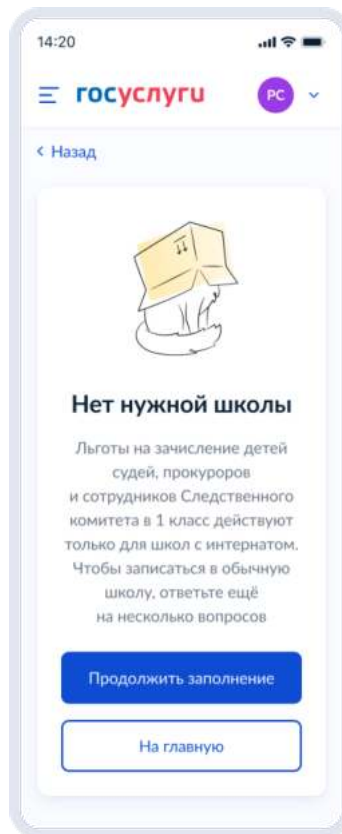 14:20
госуслуги
РС
Назад
Нет нужной школы
Льготы на зачисление детей
судей, прокуроров
и сотрудников Следственного
комитета в 1 класс действуют
только для школ с интернатом.
Чтобы записаться в обычную
школу, ответьте ещё
на несколько вопросов
Продолжить заполнение
На главную